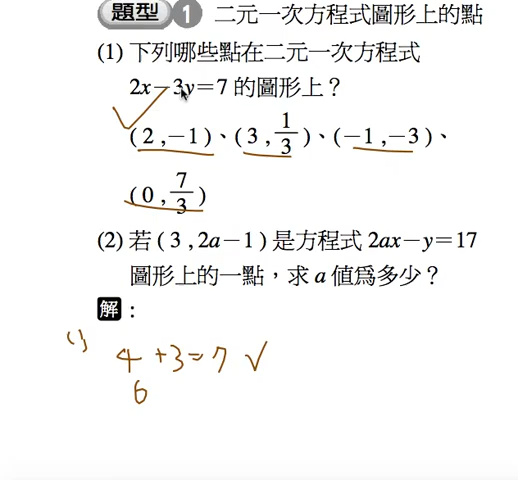 題型 1 二元一次方程式圖形上的點
(1) 下列哪些點在二元一次方程式
2x－3y＝7 的圖形上？
(2,－1)、(3,1/3)、(－1,－3)、
(0,7/3)
(2) 若(3,2a－1)是方程式 2ax－y＝17
圖形上的一點，求 a 值為多少？
解：
(1)
4+3=7 ✓
6